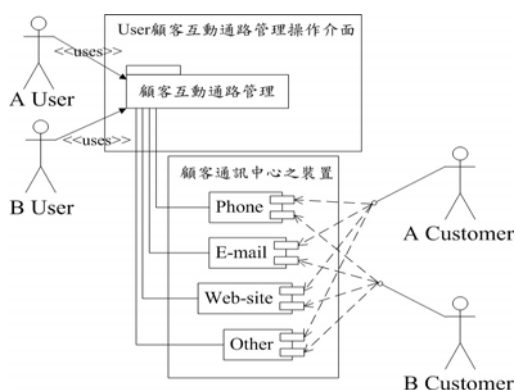 User顧客互動通路管理操作介面
<<uses>>
顧客互動通路管理
A User
<<uses>>
B User
顧客通訊中心之裝置
Phone
A Customer
E-mail
Web-site
Other
B Customer